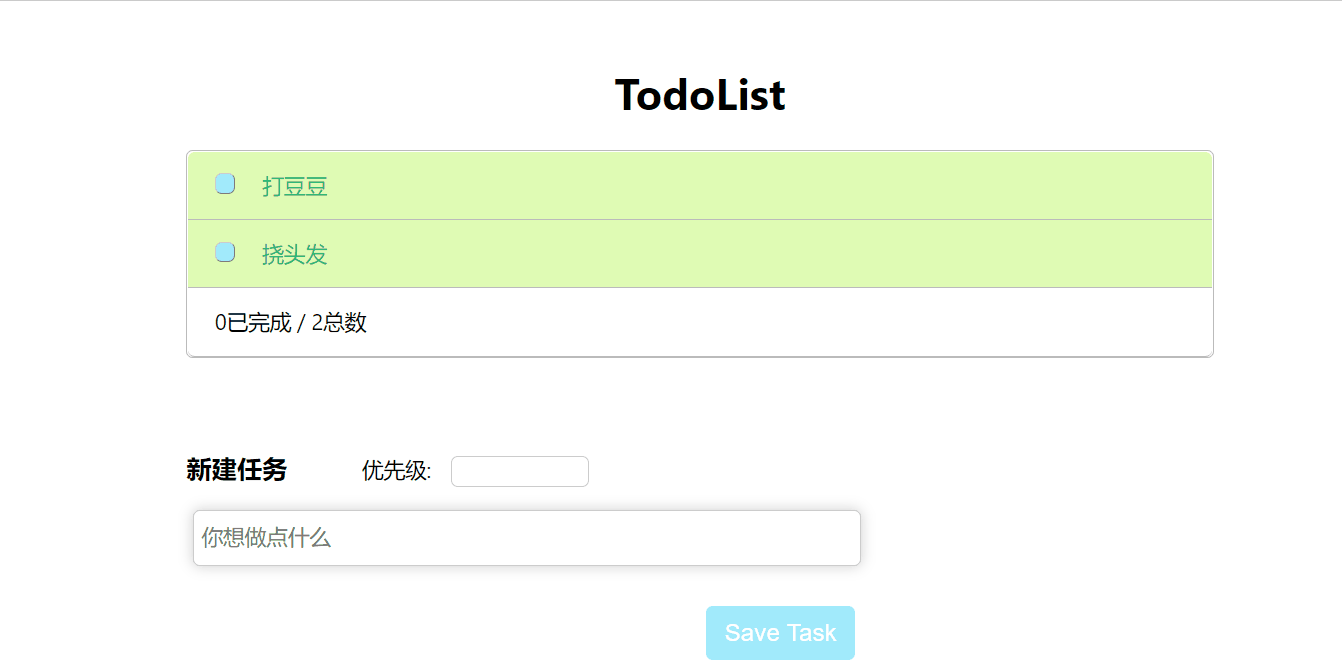 TodoList
打豆豆
挠头发
0已完成 / 2总数
新建任务 优先级:
你想做点什么
Save Task